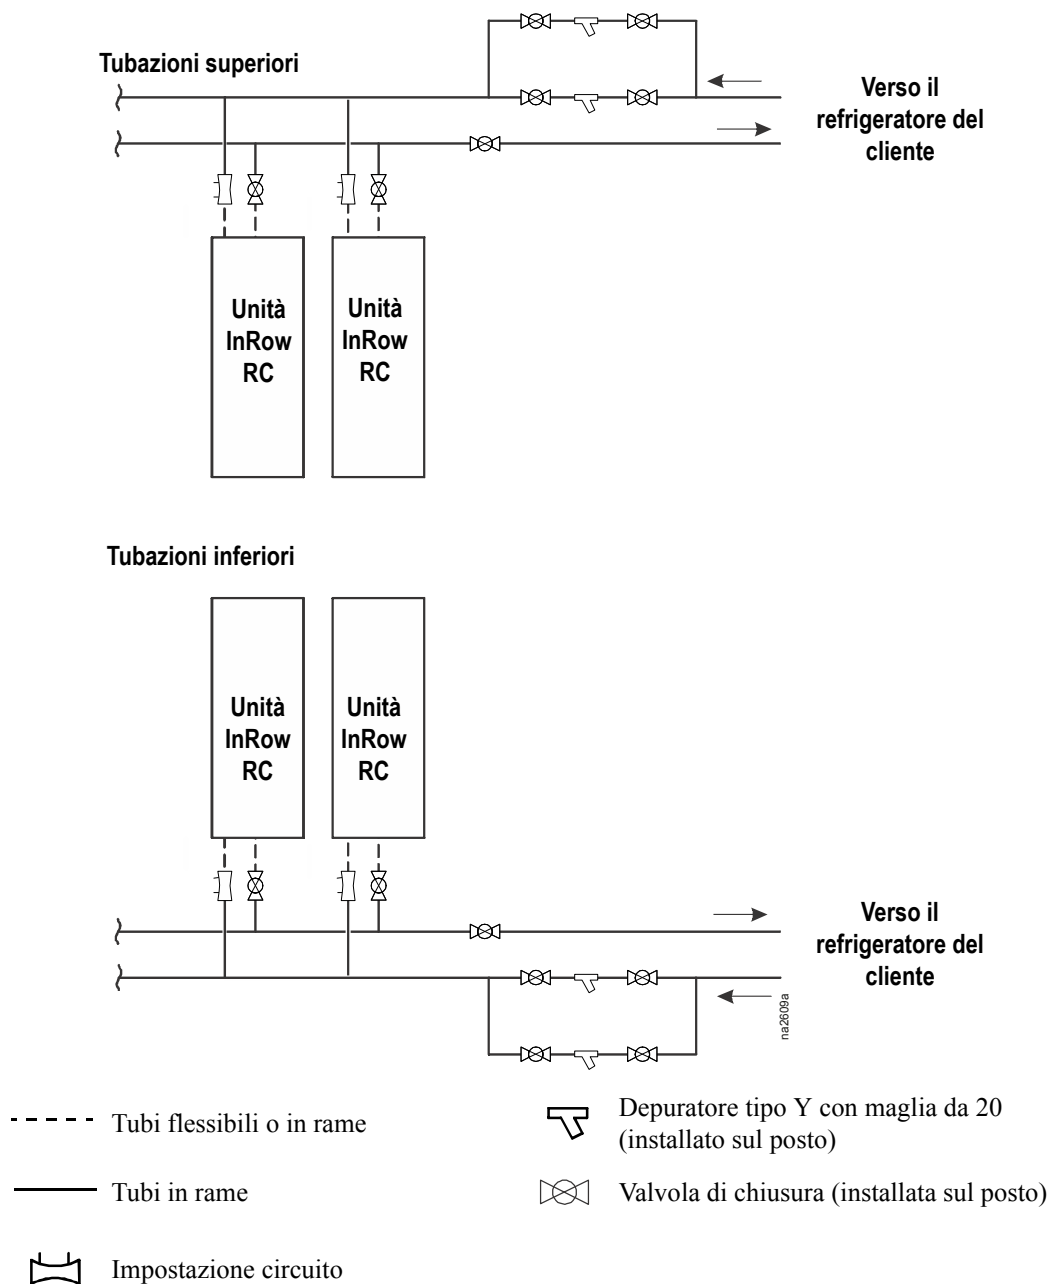 Tubazioni superiori
Verso il
refrigeratore del
cliente
Unità
InRow
RC
Unità
InRow
RC
Tubazioni inferiori
Unità
InRow
RC
Unità
InRow
RC
Verso il
refrigeratore del
cliente
na2609a
Tubi flessibili o in rame
Depuratore tipo Y con maglia da 20
(installato sul posto)
Tubi in rame
Valvola di chiusura (installata sul posto)
Impostazione circuito